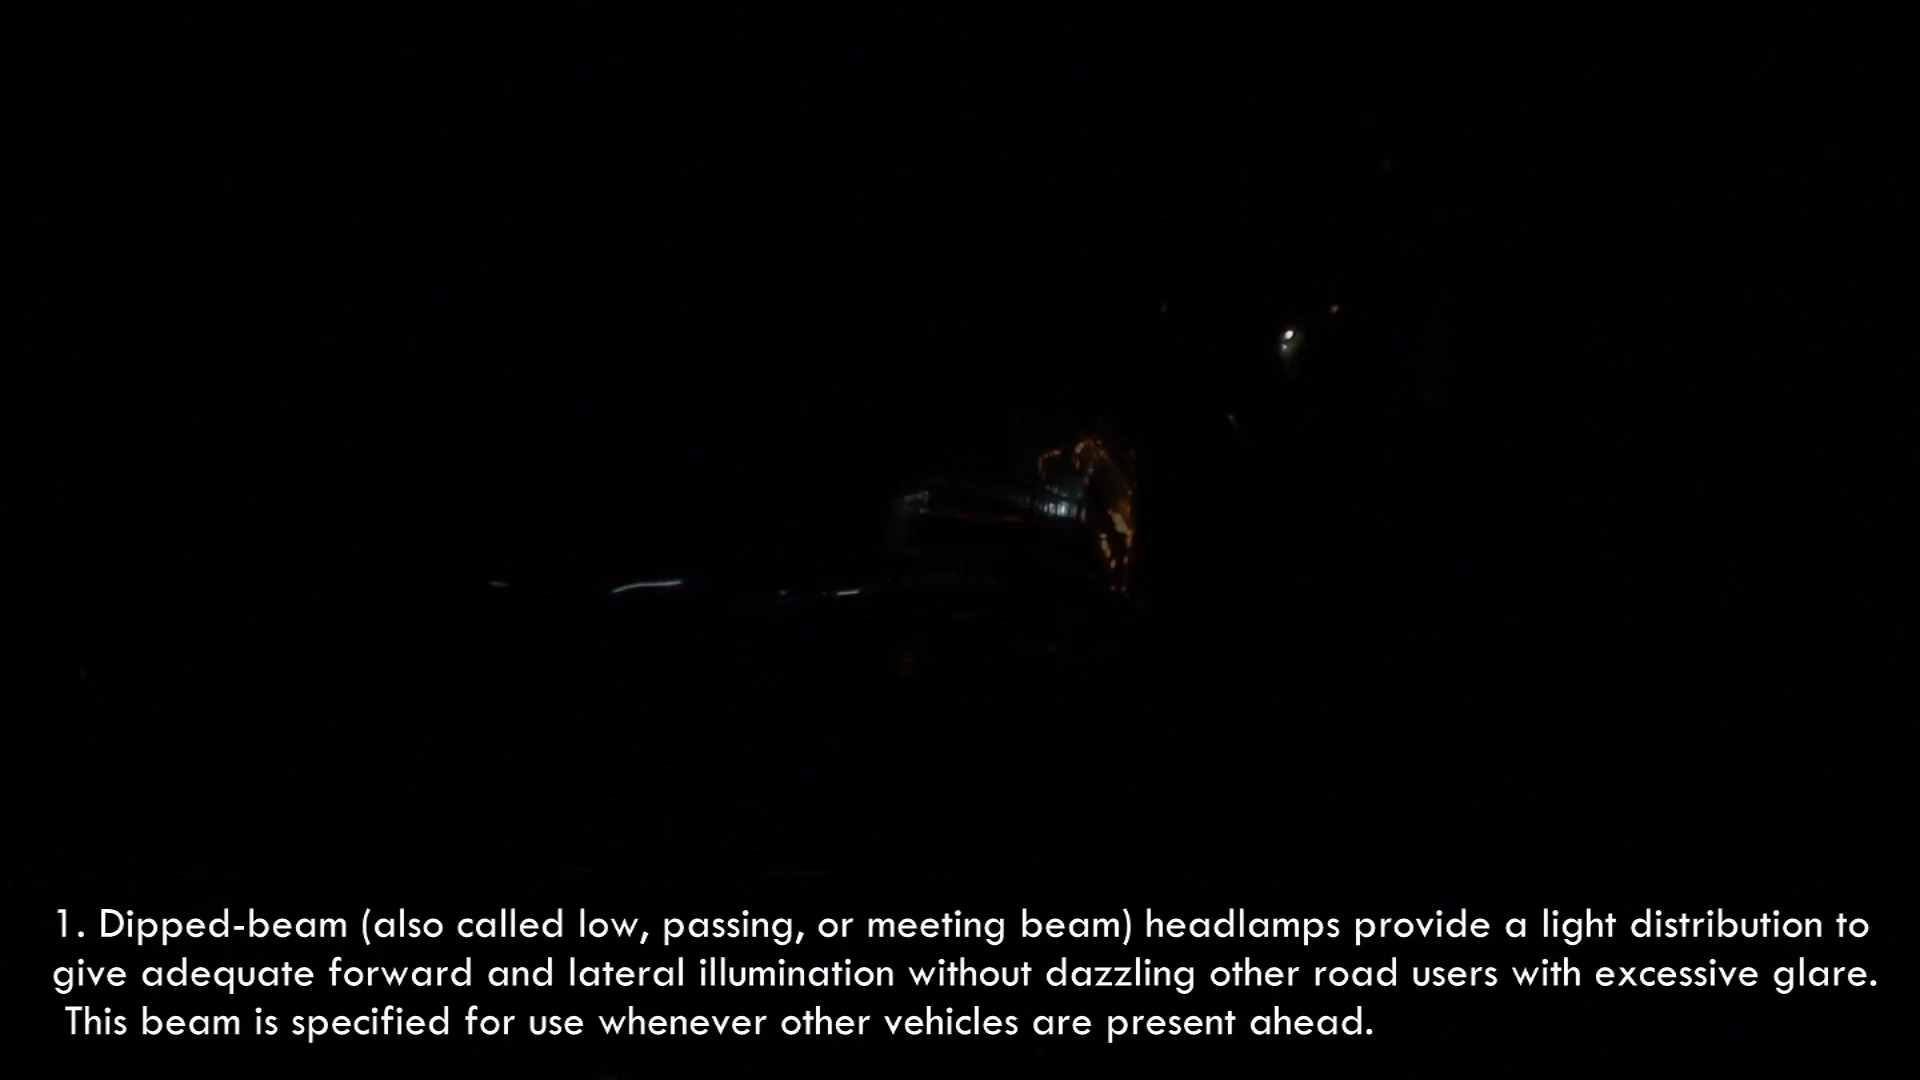 1. Dipped-beam (also called low, passing, or meeting beam) headlamps provide a light distribution to
give adequate forward and lateral illumination without dazzling other road users with excessive glare.
This beam is specified for use whenever other vehicles are present ahead.